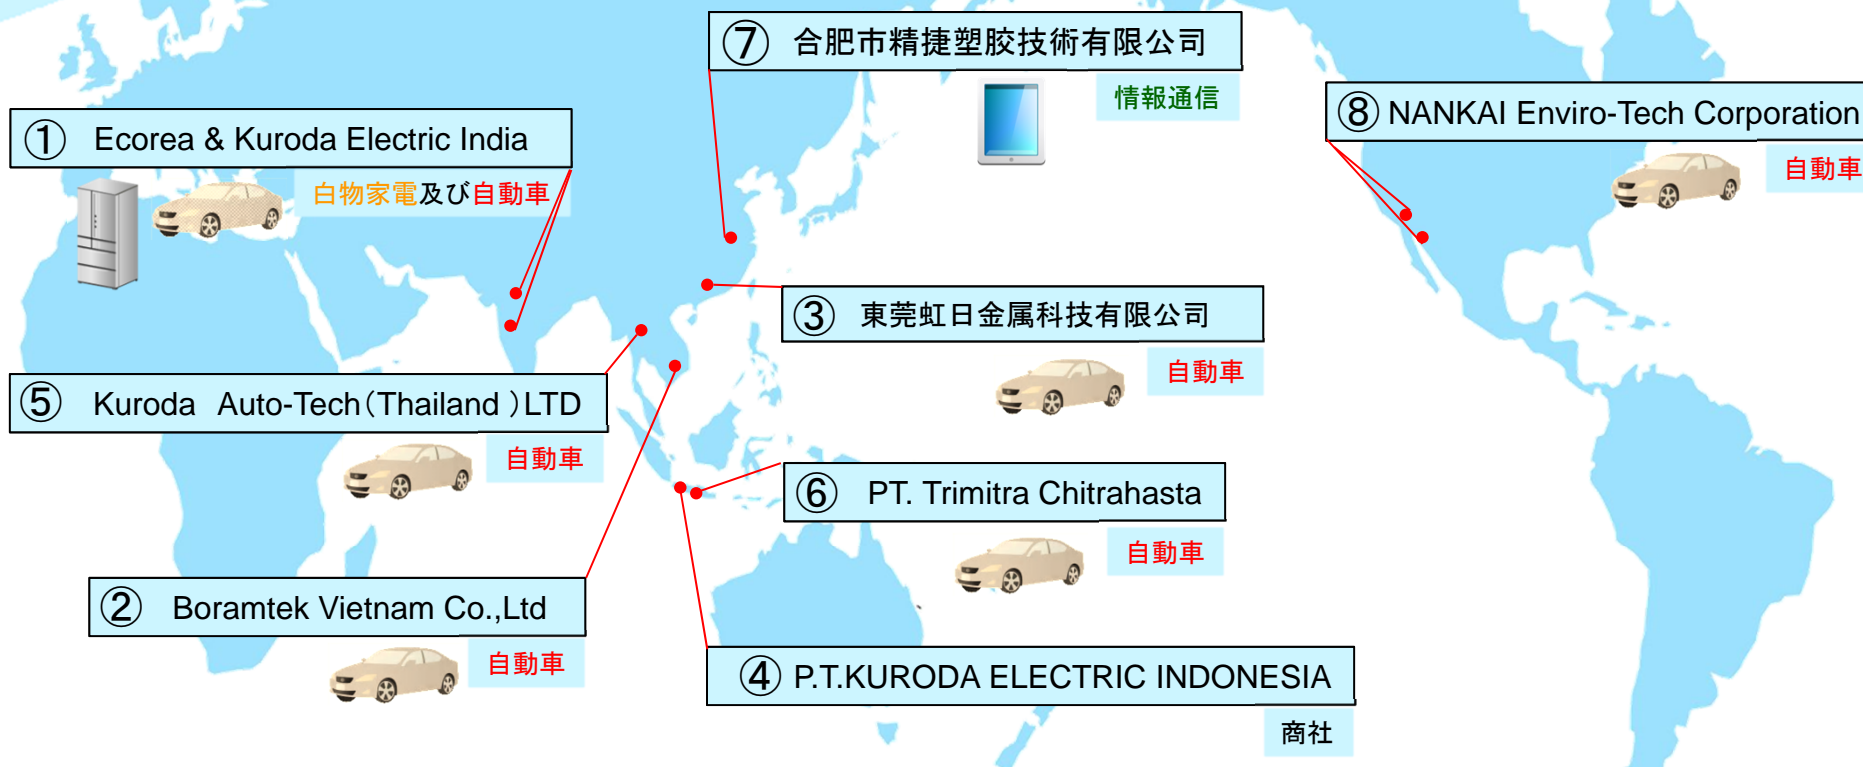 ⑦ 合肥市精捷塑胶技術有限公司
情報通信
⑧ NANKAI Enviro-Tech Corporation
自動車
① Ecorea & Kuroda Electric India
白物家電及び自動車
③ 東莞虹日金属科技有限公司
自動車
⑤ Kuroda Auto-Tech(Thailand )LTD
自動車
⑥ PT. Trimitra Chitrahasta
自動車
② Boramtek Vietnam Co.,Ltd
自動車
④ P.T.KURODA ELECTRIC INDONESIA
商社